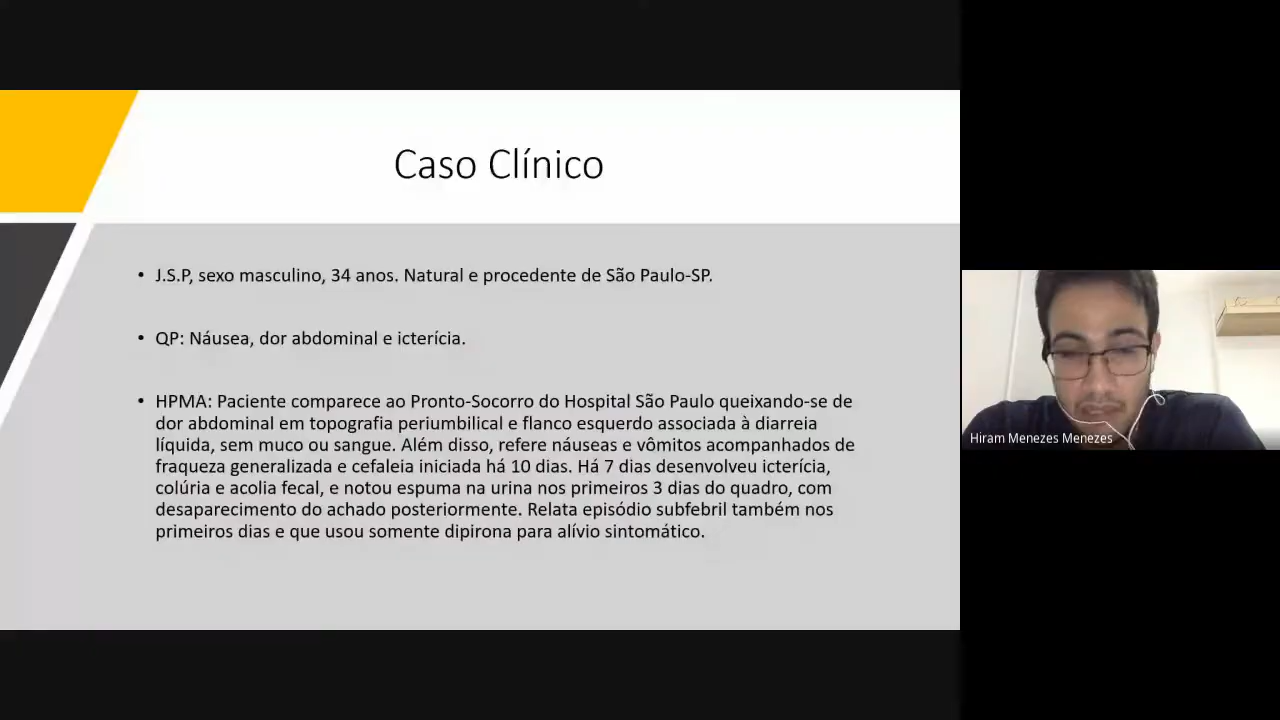 Caso Clínico
• J.S.P, sexo masculino, 34 anos. Natural e procedente de São Paulo-SP.
• QP: Náusea, dor abdominal e icterícia.
• HPMA: Paciente comparece ao Pronto-Socorro do Hospital São Paulo queixando-se de
dor abdominal em topografia periumbilical e flanco esquerdo associada à diarreia
líquida, sem muco ou sangue. Além disso, refere náuseas e vômitos acompanhados de
fraqueza generalizada e cefaleia iniciada há 10 dias. Há 7 dias desenvolveu icterícia,
colúria e acolia fecal, e notou espuma na urina nos primeiros 3 dias do quadro, com
desaparecimento do achado posteriormente. Relata episódio subfebril também nos
primeiros dias e que usou somente dipirona para alívio sintomático.
Hiram Menezes Menezes